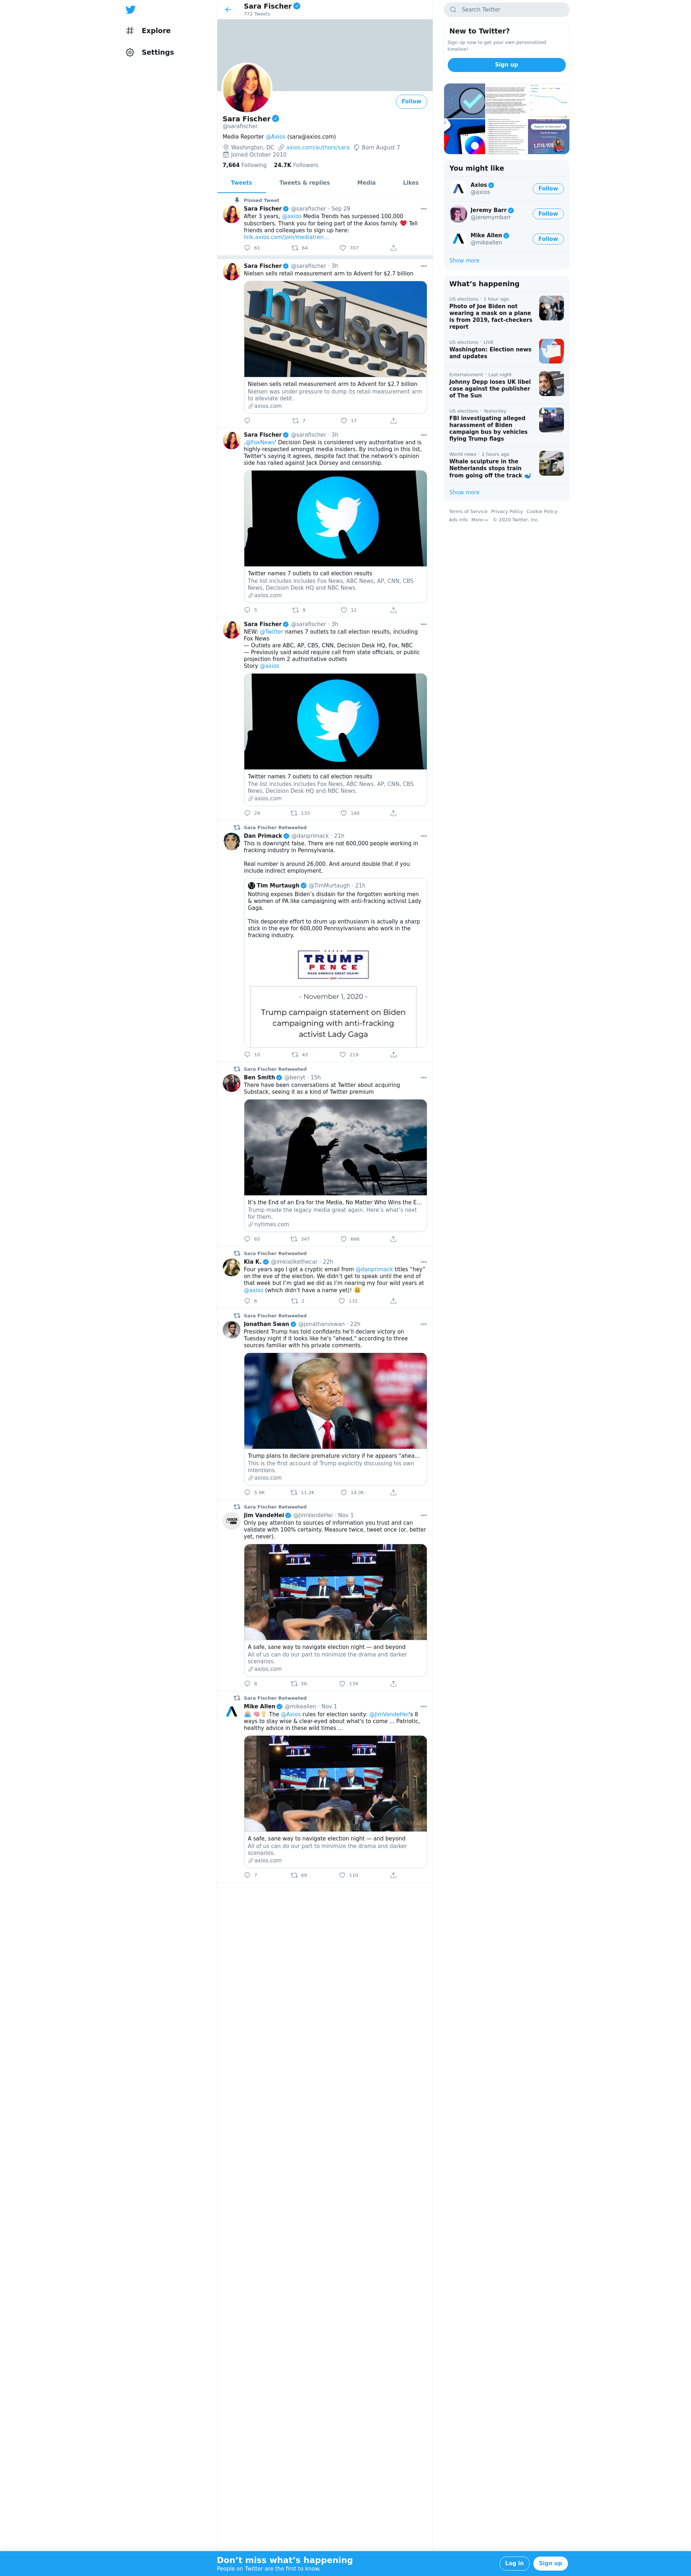 Explore
Settings
Sara Fischer
772 Tweets
Follow
Sara Fischer
@sarafischer
Media Reporter @Axios (sara@axios.com)
Washington, DC axios.com/authors/sara Born August 7
Joined October 2010
7,664 Following 24.7K Followers
Tweets Tweets & replies Media Likes
Pinned Tweet
Sara Fischer @sarafischer · Sep 29
After 3 years, @axios Media Trends has surpassed 100,000
subscribers. Thank you for being part of the Axios family. ❤️ Tell
friends and colleagues to sign up here:
link.axios.com/join/mediatren…
61 64 707
Sara Fischer @sarafischer · 3h
Nielsen sells retail measurement arm to Advent for $2.7 billion
nielsen
Nielsen sells retail measurement arm to Advent for $2.7 billion
Nielsen was under pressure to dump its retail measurement arm
to alleviate debt.
axios.com
7 17
Sara Fischer @sarafischer · 3h
.@FoxNews' Decision Desk is considered very authoritative and is
highly-respected amongst media insiders. By including in this list,
Twitter's saying it agrees, despite fact that the network's opinion
side has railed against Jack Dorsey and censorship.
Twitter names 7 outlets to call election results
The list includes includes Fox News, ABC News, AP, CNN, CBS
News, Decision Desk HQ and NBC News.
axios.com
5 9 12
Sara Fischer @sarafischer · 3h
NEW: @Twitter names 7 outlets to call election results, including
Fox News
— Outlets are ABC, AP, CBS, CNN, Decision Desk HQ, Fox, NBC
— Previously said would require call from state officials, or public
projection from 2 authoritative outlets
Story @axios
Twitter names 7 outlets to call election results
The list includes includes Fox News, ABC News, AP, CNN, CBS
News, Decision Desk HQ and NBC News.
axios.com
29 133 140
Sara Fischer Retweeted
Dan Primack @danprimack · 21h
This is downright false. There are not 600,000 people working in
fracking industry in Pennsylvania.
Real number is around 26,000. And around double that if you
include indirect employment.
Tim Murtaugh @TimMurtaugh · 21h
Nothing exposes Biden's disdain for the forgotten working men
& women of PA like campaigning with anti-fracking activist Lady
Gaga.
This desperate effort to drum up enthusiasm is actually a sharp
stick in the eye for 600,000 Pennsylvanians who work in the
fracking industry.
TRUMP
PENCE
MAKE AMERICA GREAT AGAIN!
- November 1, 2020 -
Trump campaign statement on Biden
campaigning with anti-fracking
activist Lady Gaga
10 43 219
Sara Fischer Retweeted
Ben Smith @benyt · 15h
There have been conversations at Twitter about acquiring
Substack, seeing it as a kind of Twitter premium
It's the End of an Era for the Media, No Matter Who Wins the E…
Trump made the legacy media great again. Here's what's next
for them.
nytimes.com
65 347 666
Sara Fischer Retweeted
Kia K. @imkialikethecar · 22h
Four years ago I got a cryptic email from @danprimack titles "hey"
on the eve of the election. We didn't get to speak until the end of
that week but I'm glad we did as I'm nearing my four wild years at
@axios (which didn't have a name yet)!
6 2 131
Sara Fischer Retweeted
Jonathan Swan @jonathanvswan · 22h
President Trump has told confidants he'll declare victory on
Tuesday night if it looks like he's "ahead," according to three
sources familiar with his private comments.
Trump plans to declare premature victory if he appears "ahea…
This is the first account of Trump explicitly discussing his own
intentions.
axios.com
5.9K 11.2K 14.3K
Sara Fischer Retweeted
Jim VandeHei @JimVandeHei · Nov 1
Only pay attention to sources of information you trust and can
validate with 100% certainty. Measure twice, tweet once (or, better
yet, never).
A safe, sane way to navigate election night — and beyond
All of us can do our part to minimize the drama and darker
scenarios.
axios.com
8 56 139
Sara Fischer Retweeted
Mike Allen @mikeallen · Nov 1
The @Axios rules for election sanity: @JimVandeHei's 8
ways to stay wise & clear-eyed about what's to come ... Patriotic,
healthy advice in these wild times ...
A safe, sane way to navigate election night — and beyond
All of us can do our part to minimize the drama and darker
scenarios.
axios.com
7 69 110
Search Twitter
New to Twitter?
Sign up now to get your own personalized
timeline!
Sign up
You might like
Axios
@axios
Follow
Jeremy Barr
@jeremymbarr
Follow
Mike Allen
@mikeallen
Follow
Show more
What's happening
US elections · 1 hour ago
Photo of Joe Biden not
wearing a mask on a plane
is from 2019, fact-checkers
report
US elections · LIVE
Washington: Election news
and updates
Entertainment · Last night
Johnny Depp loses UK libel
case against the publisher
of The Sun
US elections · Yesterday
FBI investigating alleged
harassment of Biden
campaign bus by vehicles
flying Trump flags
World news · 2 hours ago
Whale sculpture in the
Netherlands stops train
from going off the track 🐋
Show more
Terms of Service Privacy Policy Cookie Policy
Ads info More © 2020 Twitter, Inc.
Don't miss what's happening
People on Twitter are the first to know.
Log in Sign up